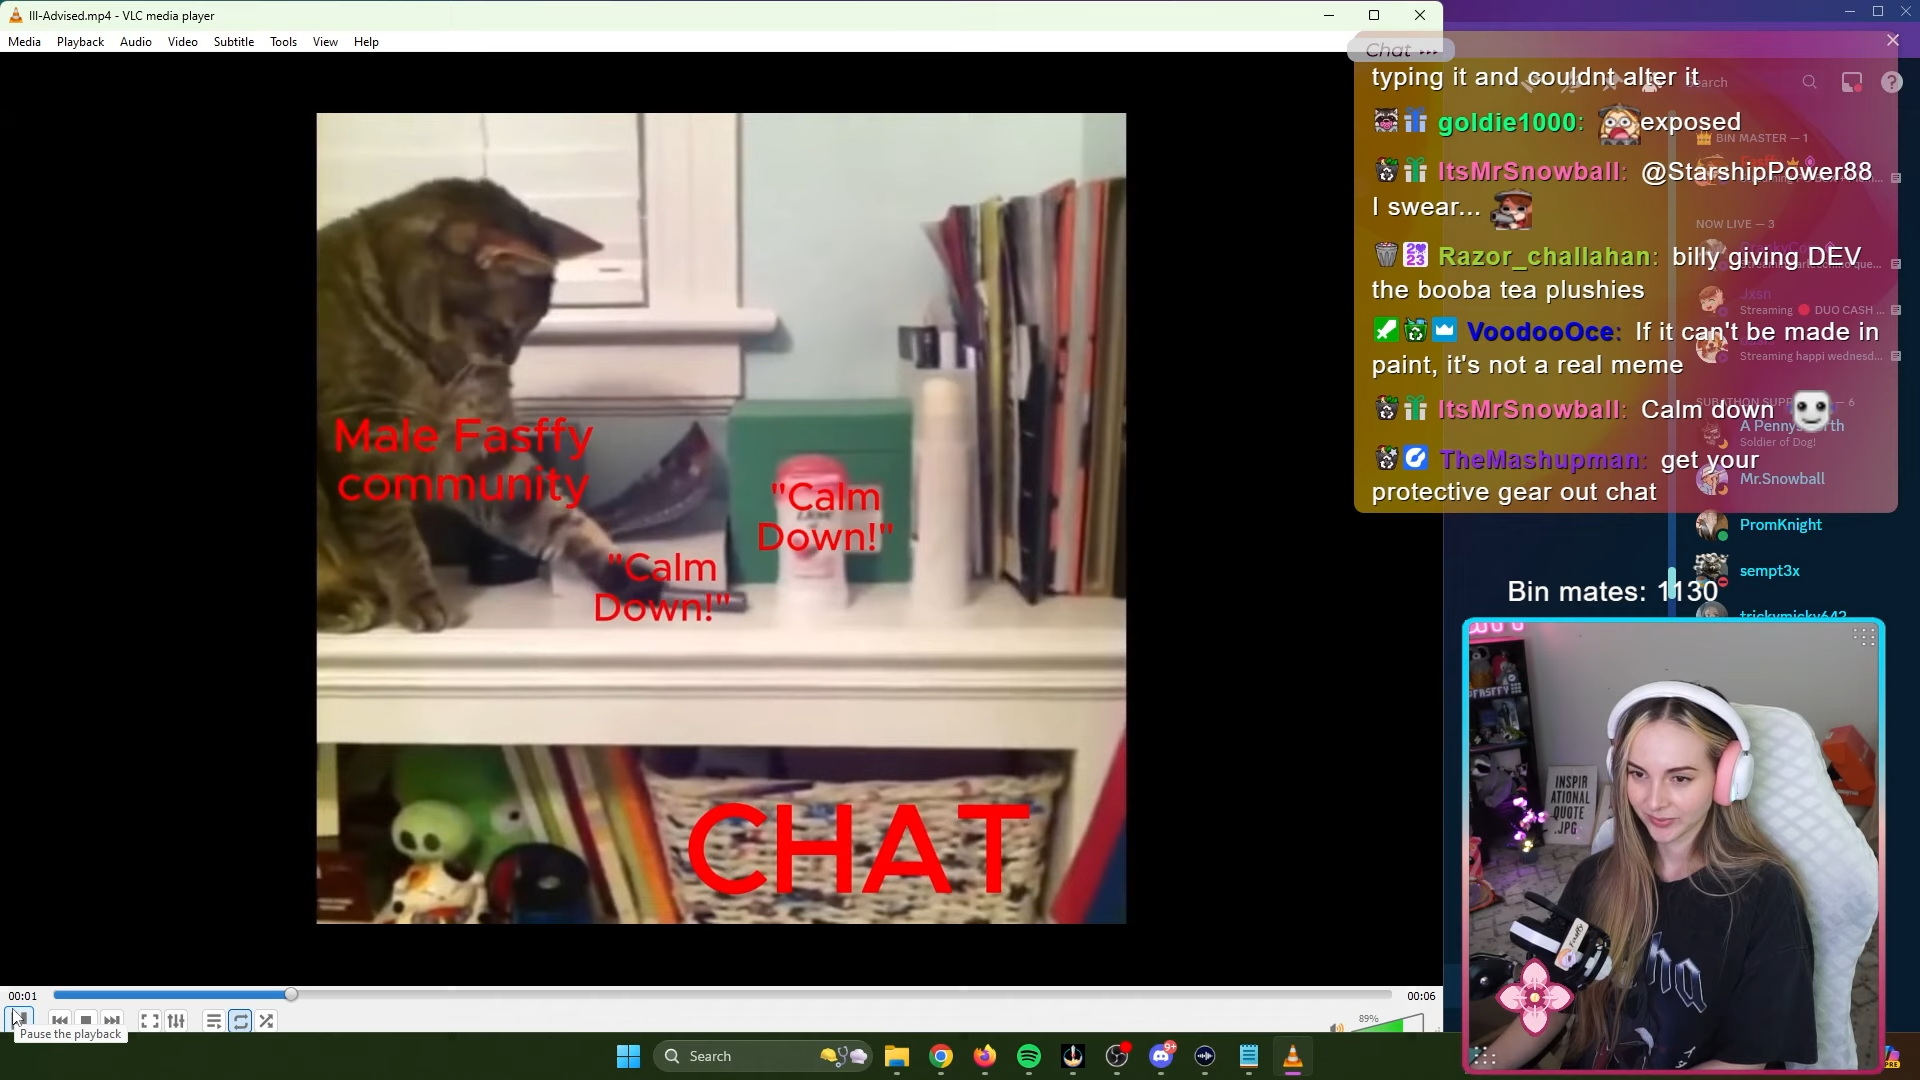 Ill-Advised.mp4 - VLC media player
Media Playback Audio Video Subtitle Tools View Help
Male Fasffy
community
"Calm
Down!"
"Calm
Down!"
CHAT
00:01
00:06
Pause the playback
89%
Search
9+
Chat
typing it and couldnt alter it
goldie1000: exposed
ItsMrSnowball: @StarshipPower88
I swear...
Razor_challahan: billy giving DEV
the booba tea plushies
VoodooOce: If it can't be made in
paint, it's not a real meme
ItsMrSnowball: Calm down
TheMashupman: get your
protective gear out chat
Search
BIN MASTER — 1
NOW LIVE — 3
Jxsn
Streaming DUO CASH ...
Streaming happi wednesd...
Soldier of Dog!
Mr.Snowball
PromKnight
sempt3x
trickymicky642
Bin mates: 1130
INSPIR
ATIONAL
QUOTE
.JPG
Fasffy